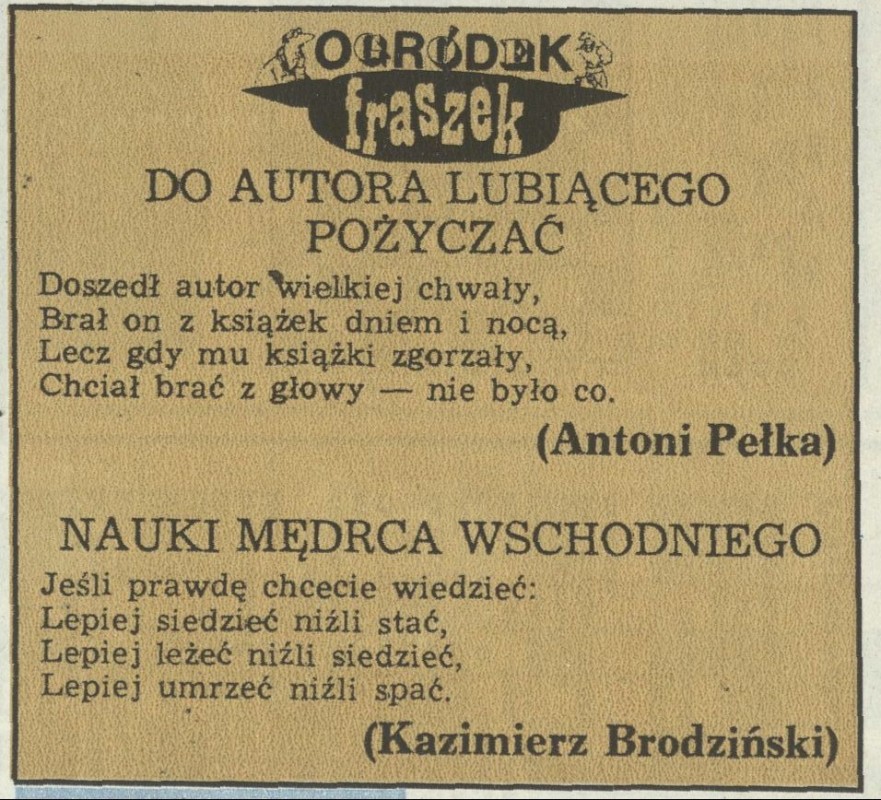 OGRÓDEK
fraszek
DO AUTORA LUBIĄCEGO
POŻYCZAĆ
Doszedł autor wielkiej chwały,
Brał on z książek dniem i nocą,
Lecz gdy mu książki zgorzały,
Chciał brać z głowy — nie było co.
(Antoni Pełka)
NAUKI MĘDRCA WSCHODNIEGO
Jeśli prawdę chcecie wiedzieć:
Lepiej siedzieć niźli stać,
Lepiej leżeć niźli siedzieć,
Lepiej umrzeć niźli spać.
(Kazimierz Brodziński)